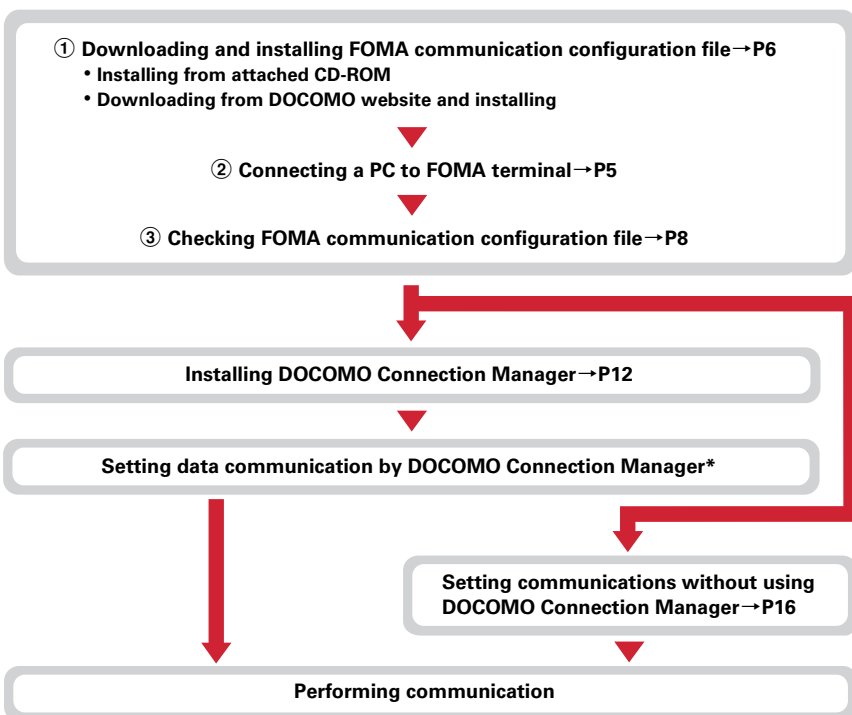 ① Downloading and installing FOMA communication configuration file→P6
• Installing from attached CD-ROM
• Downloading from DOCOMO website and installing
② Connecting a PC to FOMA terminal→P5
③ Checking FOMA communication configuration file→P8
Installing DOCOMO Connection Manager→P12
Setting data communication by DOCOMO Connection Manager*
Setting communications without using
DOCOMO Connection Manager→P16
Performing communication